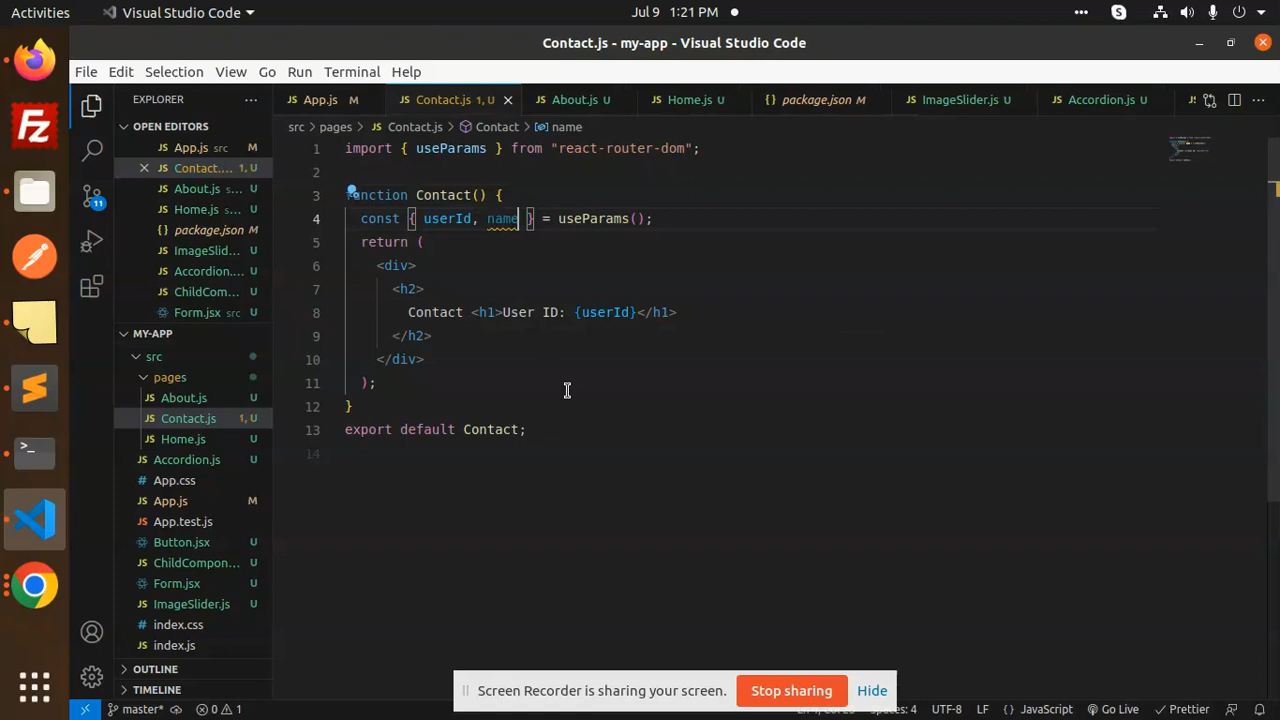 Activities
Visual Studio Code
Jul 9 1:21 PM
Contact.js - my-app - Visual Studio Code
File Edit Selection View Go Run Terminal Help
EXPLORER
App.js M
Contact.js 1, U
About.js U
Home.js U
package.json M
ImageSlider.js U
Accordion.js U
src > pages > JS Contact.js > Contact > name
OPEN EDITORS
App.js src M
Contact.... 1, U
About.js s... U
Home.js s... U
package.json M
ImageSlid... U
Accordion.... U
ChildCom... U
Form.jsx src U
MY-APP
src
pages
About.js U
Contact.js 1, U
Home.js U
Accordion.js U
App.css
App.js M
App.test.js
Button.jsx U
ChildCompon... U
Form.jsx U
ImageSlider.js U
index.css
index.js
OUTLINE
TIMELINE
11
1 import { useParams } from "react-router-dom";
2
3 function Contact() {
4 const { userId, name } = useParams();
5 return (
6 <div>
7 <h2>
8 Contact <h1>User ID: {userId}</h1>
9 </h2>
10 </div>
11 );
12 }
13 export default Contact;
14
Screen Recorder is sharing your screen. Stop sharing Hide
master* 0 1
UTF-8 LF {} JavaScript Go Live Prettier